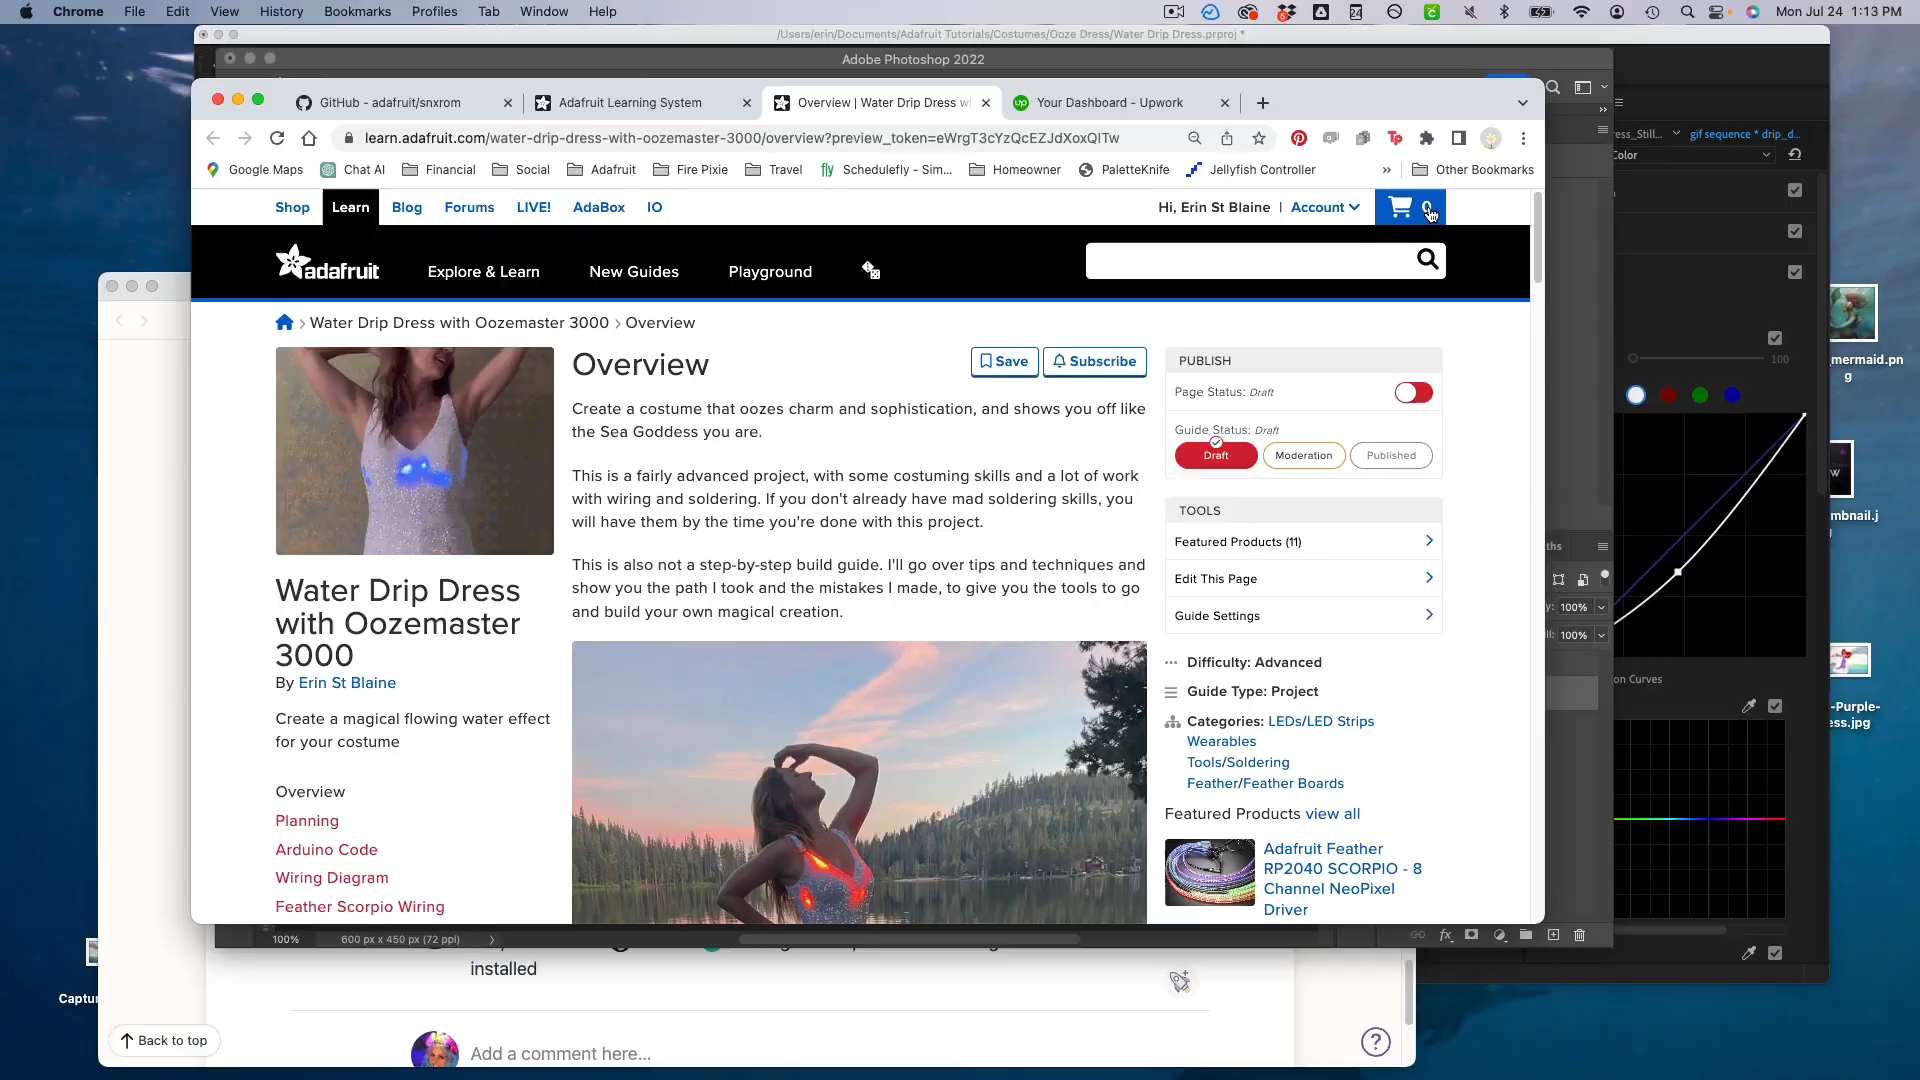 Chrome File Edit View History Bookmarks Profiles Tab Window Help
24
Mon Jul 24 1:13 PM
/Users/erin/Documents/Adafruit Tutorials/Costumes/Ooze Dress/Water Drip Dress.prproj *
Adobe Photoshop 2022
GitHub - adafruit/snxrom
Adafruit Learning System
Overview | Water Drip Dress wi
Your Dashboard - Upwork
learn.adafruit.com/water-drip-dress-with-oozemaster-3000/overview?preview_token=eWrgT3cYzQcEZJdXoxQITw
Google Maps Chat AI Financial Social Adafruit Fire Pixie Travel Schedulefly - Sim... Homeowner PaletteKnife Jellyfish Controller » Other Bookmarks
Shop Learn Blog Forums LIVE! AdaBox IO
Hi, Erin St Blaine | Account
0
adafruit Explore & Learn New Guides Playground
Water Drip Dress with Oozemaster 3000 > Overview
Water Drip Dress
with Oozemaster
3000
By Erin St Blaine
Create a magical flowing water effect
for your costume
Overview
Planning
Arduino Code
Wiring Diagram
Feather Scorpio Wiring
Overview
Save
Subscribe
Create a costume that oozes charm and sophistication, and shows you off like
the Sea Goddess you are.
This is a fairly advanced project, with some costuming skills and a lot of work
with wiring and soldering. If you don't already have mad soldering skills, you
will have them by the time you're done with this project.
This is also not a step-by-step build guide. I'll go over tips and techniques and
show you the path I took and the mistakes I made, to give you the tools to go
and build your own magical creation.
PUBLISH
Page Status: Draft
Guide Status: Draft
Draft Moderation Published
TOOLS
Featured Products (11)
Edit This Page
Guide Settings
Difficulty: Advanced
Guide Type: Project
Categories: LEDs/LED Strips
Wearables
Tools/Soldering
Feather/Feather Boards
Featured Products view all
Adafruit Feather
RP2040 SCORPIO - 8
Channel NeoPixel
Driver
ess_Still...
gif sequence * drip_d...
Color
100
ths
y: 100%
ll: 100%
on Curves
mermaid.pn
g
W
mbnail.j
-Purple-
ess.jpg
100% 600 px x 450 px (72 ppi)
fx
installed
Captu
Back to top
Add a comment here...
?